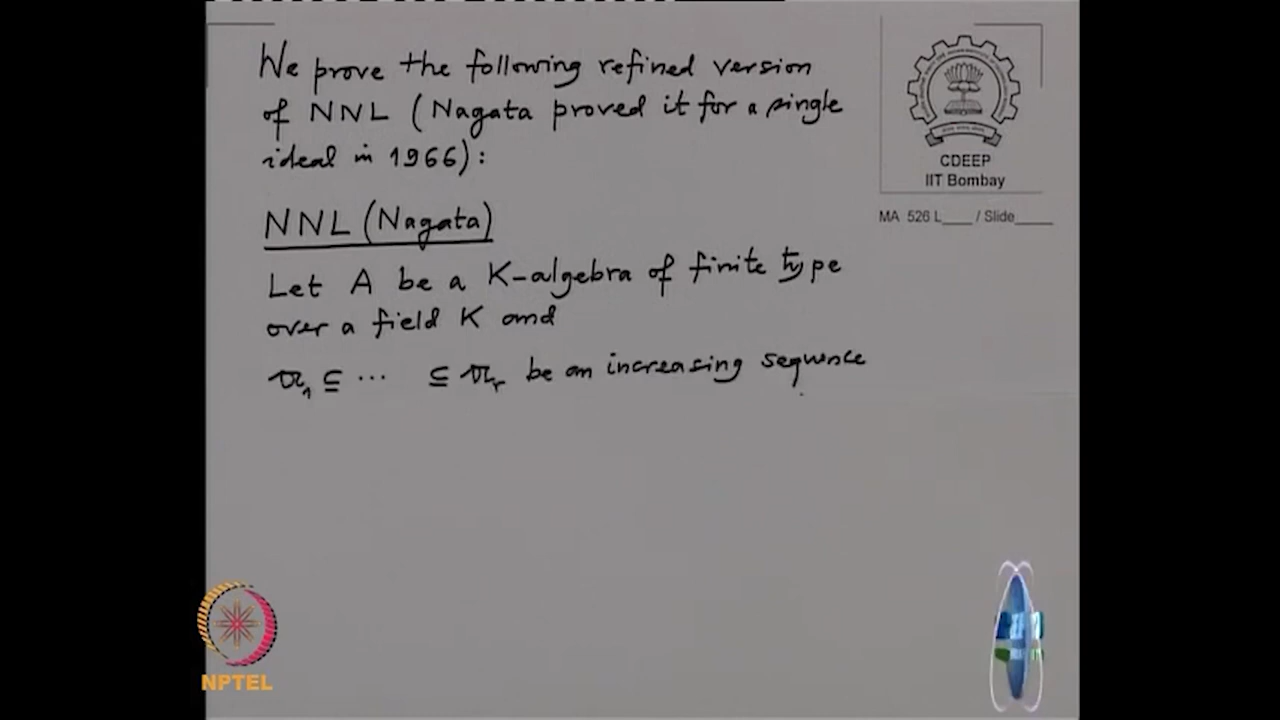 We prove the following refined version
of NNL (Nagata proved it for a single
ideal in 1966):
CDEEP
IIT Bombay
MA 526 L____ / Slide_____
NNL (Nagata)
Let A be a K-algebra of finite type
over a field K and
𝔞₁ ⊆ ⋯ ⊆ 𝔞ᵣ be an increasing sequence
NPTEL